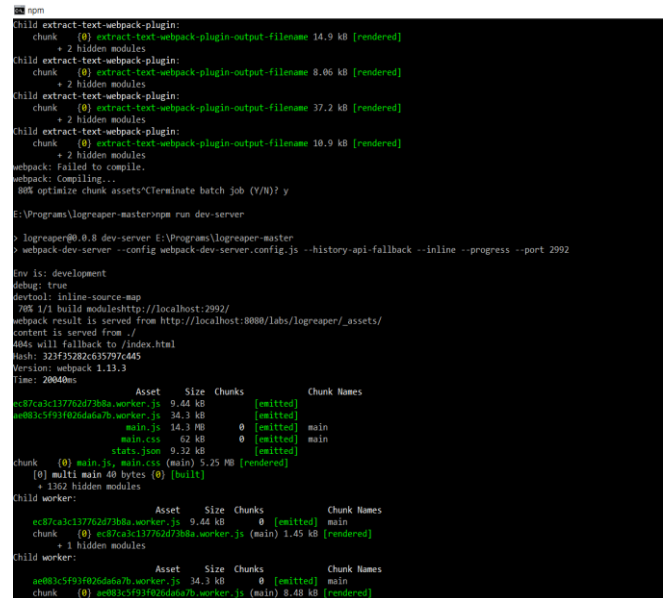 npm
Child extract-text-webpack-plugin:
chunk {0} extract-text-webpack-plugin-output-filename 14.9 kB [rendered]
+ 2 hidden modules
Child extract-text-webpack-plugin:
chunk {0} extract-text-webpack-plugin-output-filename 8.06 kB [rendered]
+ 2 hidden modules
Child extract-text-webpack-plugin:
chunk {0} extract-text-webpack-plugin-output-filename 37.2 kB [rendered]
+ 2 hidden modules
Child extract-text-webpack-plugin:
chunk {0} extract-text-webpack-plugin-output-filename 10.9 kB [rendered]
+ 2 hidden modules
webpack: Failed to compile.
webpack: Compiling...
80% optimize chunk assets^CTerminate batch job (Y/N)? y
E:\Programs\logreaper-master>npm run dev-server
> logreaper@0.0.8 dev-server E:\Programs\logreaper-master
> webpack-dev-server --config webpack-dev-server.config.js --history-api-fallback --inline --progress --port 2992
Env is: development
debug: true
devtool: inline-source-map
70% 1/1 build moduleshttp://localhost:2992/
webpack result is served from http://localhost:8080/labs/logreaper/_assets/
content is served from ./
404s will fallback to /index.html
Hash: 323f35282c635797c445
Version: webpack 1.13.3
Time: 20040ms
Asset Size Chunks Chunk Names
ec87ca3c137762d73b8a.worker.js 9.44 kB [emitted]
ae083c5f93f026da6a7b.worker.js 34.3 kB [emitted]
main.js 14.3 MB 0 [emitted] main
main.css 62 kB 0 [emitted] main
stats.json 9.32 kB [emitted]
chunk {0} main.js, main.css (main) 5.25 MB [rendered]
[0] multi main 40 bytes {0} [built]
+ 1362 hidden modules
Child worker:
Asset Size Chunks Chunk Names
ec87ca3c137762d73b8a.worker.js 9.44 kB 0 [emitted] main
chunk {0} ec87ca3c137762d73b8a.worker.js (main) 1.45 kB [rendered]
+ 1 hidden modules
Child worker:
Asset Size Chunks Chunk Names
ae083c5f93f026da6a7b.worker.js 34.3 kB 0 [emitted] main
chunk {0} ae083c5f93f026da6a7b.worker.js (main) 8.48 kB [rendered]